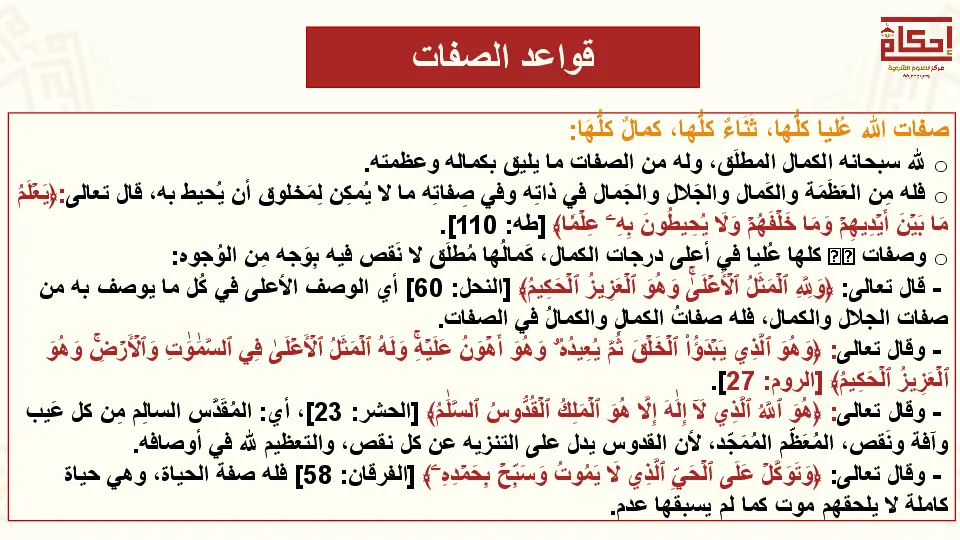 إحكام
مركز للعلوم الشرعية
قواعد الصفات
صفات الله عُليا كلُّها، ثَنَاءٌ كلُّها، كمالٌ كلُّهَا:
○ لله سبحانه الكمال المطلَق، وله من الصفات ما يليق بكماله وعظمته.
○ فله مِن العَظَمَة والكَمال والجَلال والجَمال في ذاتِه وفي صِفاتِه ما لا يُمكِن لِمَخلوق أن يُحيط به، قال تعالى:﴿يَعۡلَمُ
مَا بَيۡنَ أَيۡدِيهِمۡ وَمَا خَلۡفَهُمۡ وَلَا يُحِيطُونَ بِهِۦ عِلۡمٗا﴾ [طه: 110].
○ وصفات كلها عُليا في أعلى درجات الكمال، كَمالُها مُطلَق لا نَقص فيه بِوَجه مِن الوُجوه:
- قال تعالى: ﴿وَلِلَّهِ ٱلۡمَثَلُ ٱلۡأَعۡلَىٰۚ وَهُوَ ٱلۡعَزِيزُ ٱلۡحَكِيمُ﴾ [النحل: 60] أي الوصف الأعلى في كُل ما يوصف به من
صفات الجلال والكمال، فله صفاتُ الكمالِ والكمالُ في الصفات.
- وقال تعالى: ﴿وَهُوَ ٱلَّذِي يَبۡدَؤُاْ ٱلۡخَلۡقَ ثُمَّ يُعِيدُهُۥ وَهُوَ أَهۡوَنُ عَلَيۡهِۚ وَلَهُ ٱلۡمَثَلُ ٱلۡأَعۡلَىٰ فِي ٱلسَّمَٰوَٰتِ وَٱلۡأَرۡضِۚ وَهُوَ
ٱلۡعَزِيزُ ٱلۡحَكِيمُ﴾ [الروم: 27].
- وقال تعالى: ﴿هُوَ ٱللَّهُ ٱلَّذِي لَآ إِلَٰهَ إِلَّا هُوَ ٱلۡمَلِكُ ٱلۡقُدُّوسُ ٱلسَّلَٰمُ﴾ [الحشر: 23]، أي: المُقَدَّس السالِم مِن كل عَيب
وآفة ونَقص، المُعَظَّم المُمَجّد، لأن القدوس يدل على التنزيه عن كل نقص، والتعظيم لله في أوصافه.
- وقال تعالى: ﴿وَتَوَكَّلۡ عَلَى ٱلۡحَيِّ ٱلَّذِي لَا يَمُوتُ وَسَبِّحۡ بِحَمۡدِهِۦ﴾ [الفرقان: 58] فله صفة الحياة، وهي حياة
كاملة لا يلحقهم موت كما لم يسبقها عدم.